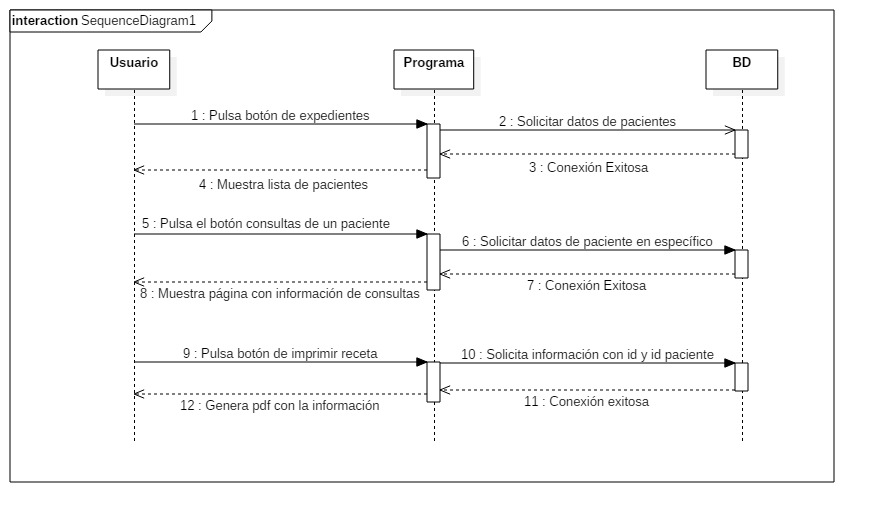 interaction SequenceDiagram1
Usuario
Programa
BD
1 : Pulsa botón de expedientes
2 : Solicitar datos de pacientes
3 : Conexión Exitosa
4 : Muestra lista de pacientes
5 : Pulsa el botón consultas de un paciente
6 : Solicitar datos de paciente en específico
7 : Conexión Exitosa
8 : Muestra página con información de consultas
9 : Pulsa botón de imprimir receta
10 : Solicita información con id y id paciente
11 : Conexión exitosa
12 : Genera pdf con la información